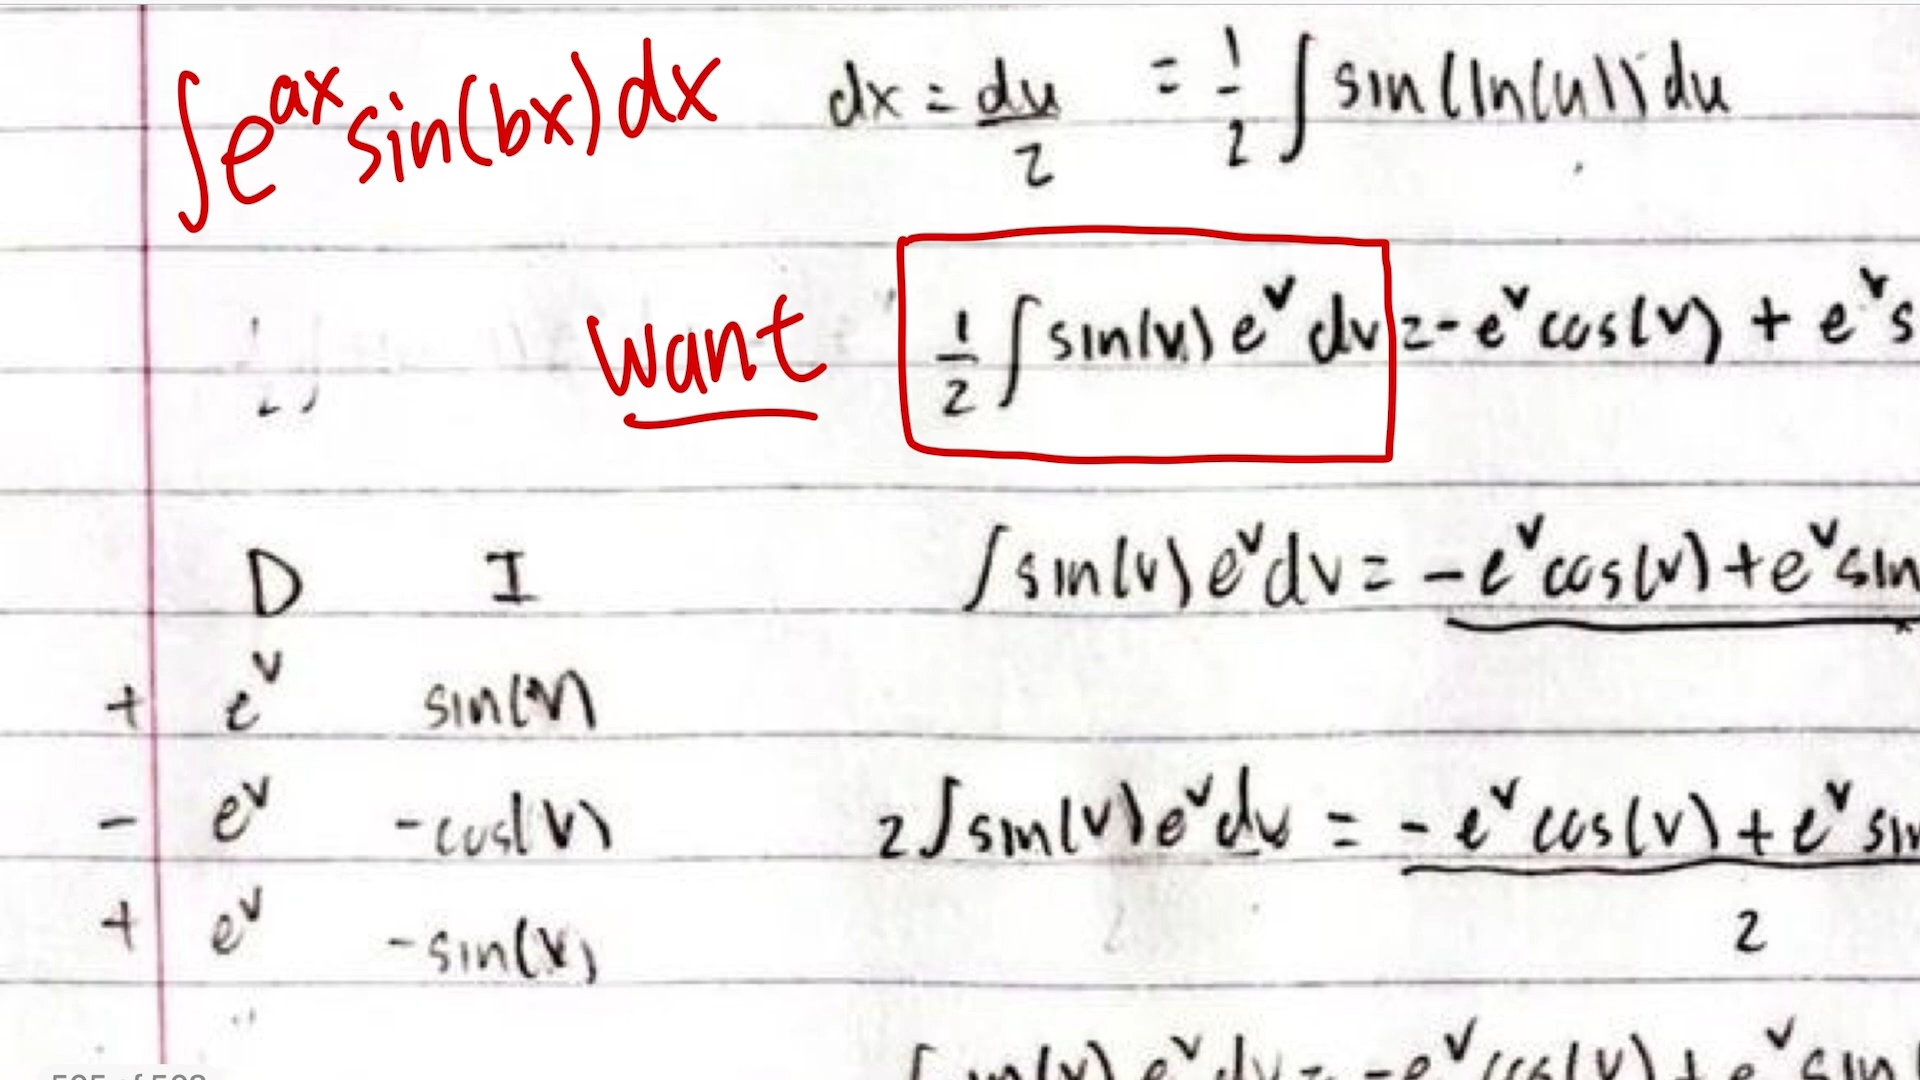 ∫e^{ax} sin(bx) dx
dx = du/2 = 1/2 ∫ sin(ln(u)) du
want 1/2 ∫ sin(v) e^v dv = -e^v cos(v) + e^v s
D I ∫ sin(v) e^v dv = -e^v cos(v) + e^v sin
+ e^v sin(v)
- e^v -cos(v) 2∫ sin(v) e^v dv = -e^v cos(v) + e^v sin
+ e^v -sin(v) 2